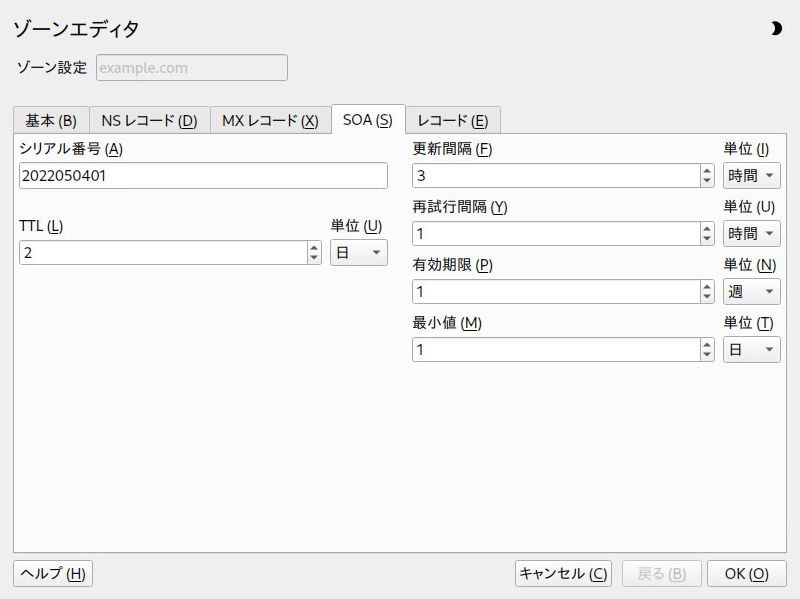 ゾーンエディタ
ゾーン設定 example.com
基本 (B) NS レコード (D) MX レコード (X) SOA (S) レコード (E)
シリアル番号 (A)
2022050401
TTL (L) 単位 (U)
2 日
更新間隔 (F) 単位 (I)
3 時間
再試行間隔 (Y) 単位 (U)
1 時間
有効期限 (P) 単位 (N)
1 週
最小値 (M) 単位 (T)
1 日
ヘルプ (H) キャンセル (C) 戻る (B) OK (O)